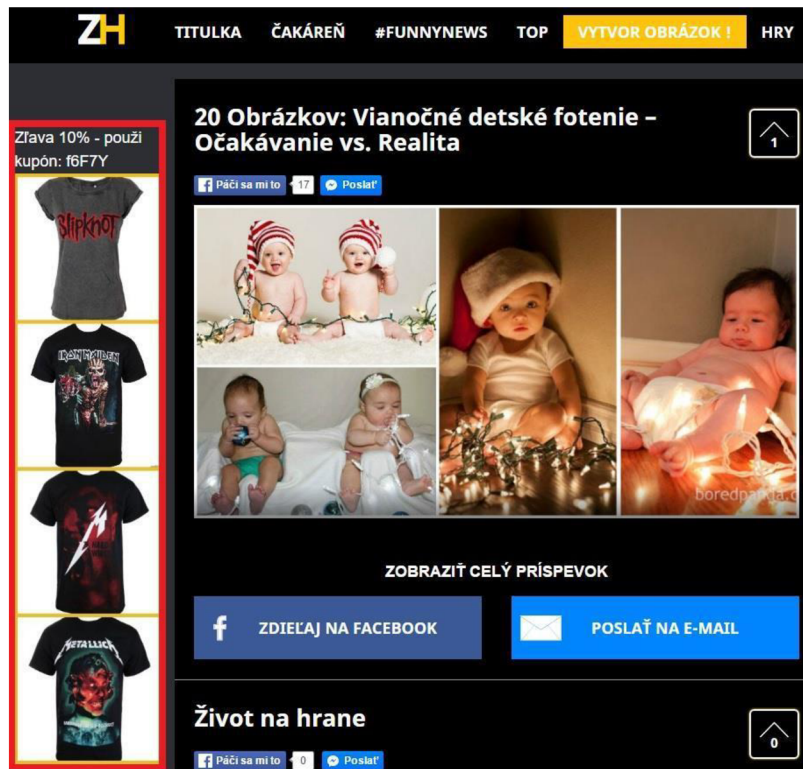 ZH
TITULKA ČAKÁREŇ #FUNNYNEWS TOP VYTVOR OBRÁZOK ! HRY
Zľava 10% - použi
kupón: f6F7Y
SlipKnoT
IRON MAIDEN
METALLICA
20 Obrázkov: Vianočné detské fotenie –
Očakávanie vs. Realita
1
Páči sa mi to 17 Poslať
boredpanda.c
ZOBRAZIŤ CELÝ PRÍSPEVOK
ZDIEĽAJ NA FACEBOOK
POSLAŤ NA E-MAIL
Život na hrane
0
Páči sa mi to 0 Poslať